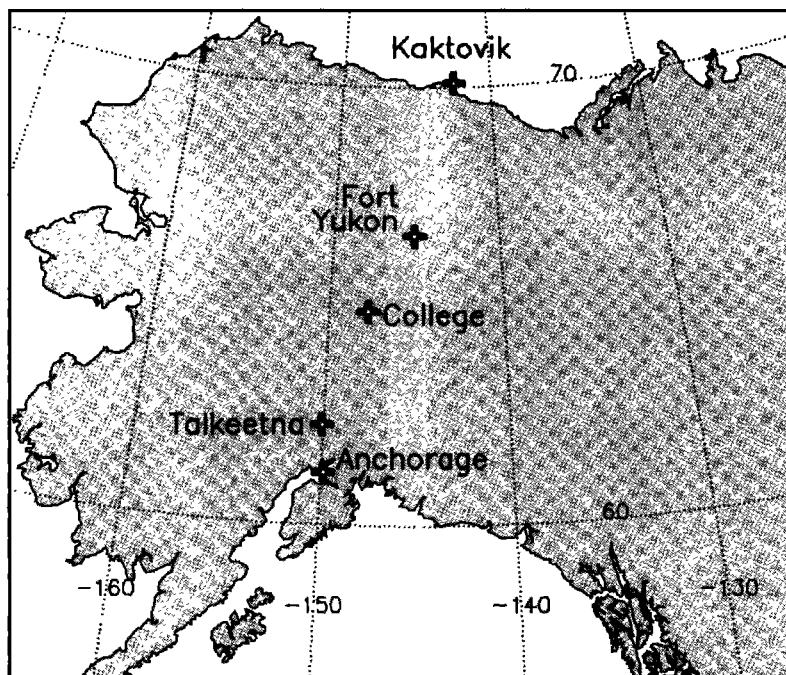 Kaktovik
70
Fort
Yukon
College
Talkeetna
Anchorage
60
-160
-150
-140
-130